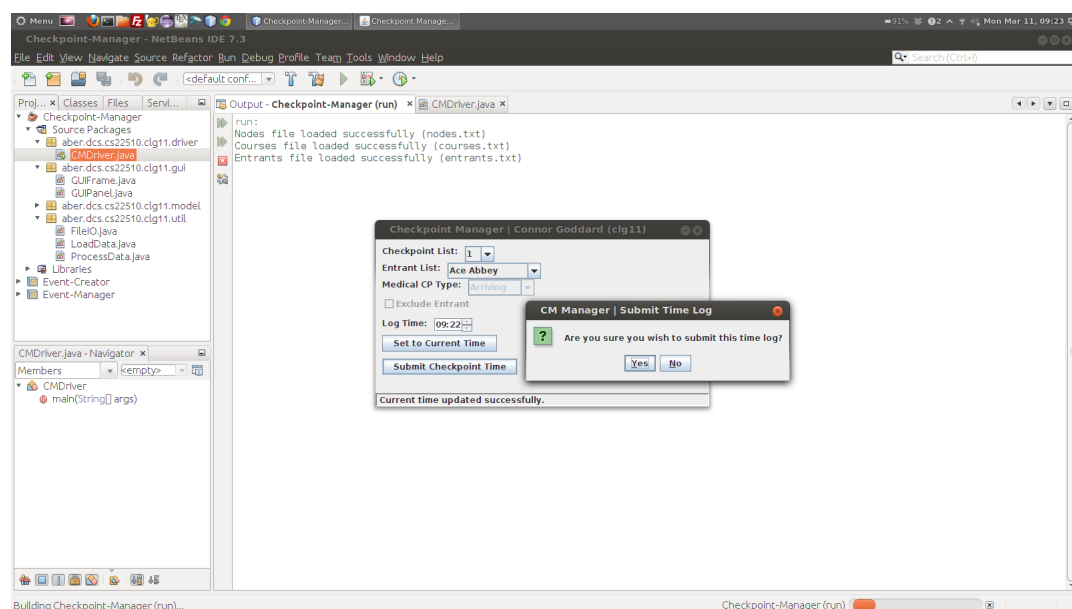 Menu
Checkpoint-Manager...
Checkpoint Manage...
91%
2
Mon Mar 11, 09:23
Checkpoint-Manager - NetBeans IDE 7.3
File Edit View Navigate Source Refactor Run Debug Profile Team Tools Window Help
Search (Ctrl+I)
<default conf...
Proj... Classes Files Servi...
Checkpoint-Manager
Source Packages
aber.dcs.cs22510.clg11.driver
CMDriver.java
aber.dcs.cs22510.clg11.gui
GUIFrame.java
GUIPanel.java
aber.dcs.cs22510.clg11.model
aber.dcs.cs22510.clg11.util
FileIO.java
LoadData.java
ProcessData.java
Libraries
Event-Creator
Event-Manager
CMDriver.java - Navigator
Members <empty>
CMDriver
main(String[] args)
Output - Checkpoint-Manager (run) CMDriver.java
run:
Nodes file loaded successfully (nodes.txt)
Courses file loaded successfully (courses.txt)
Entrants file loaded successfully (entrants.txt)
Checkpoint Manager | Connor Goddard (clg11)
Checkpoint List: 1
Entrant List: Ace Abbey
Medical CP Type: Arriving
Exclude Entrant
Log Time: 09:22
Set to Current Time
Submit Checkpoint Time
Current time updated successfully.
CM Manager | Submit Time Log
Are you sure you wish to submit this time log?
Yes No
Building Checkpoint-Manager (run)...
Checkpoint-Manager (run)